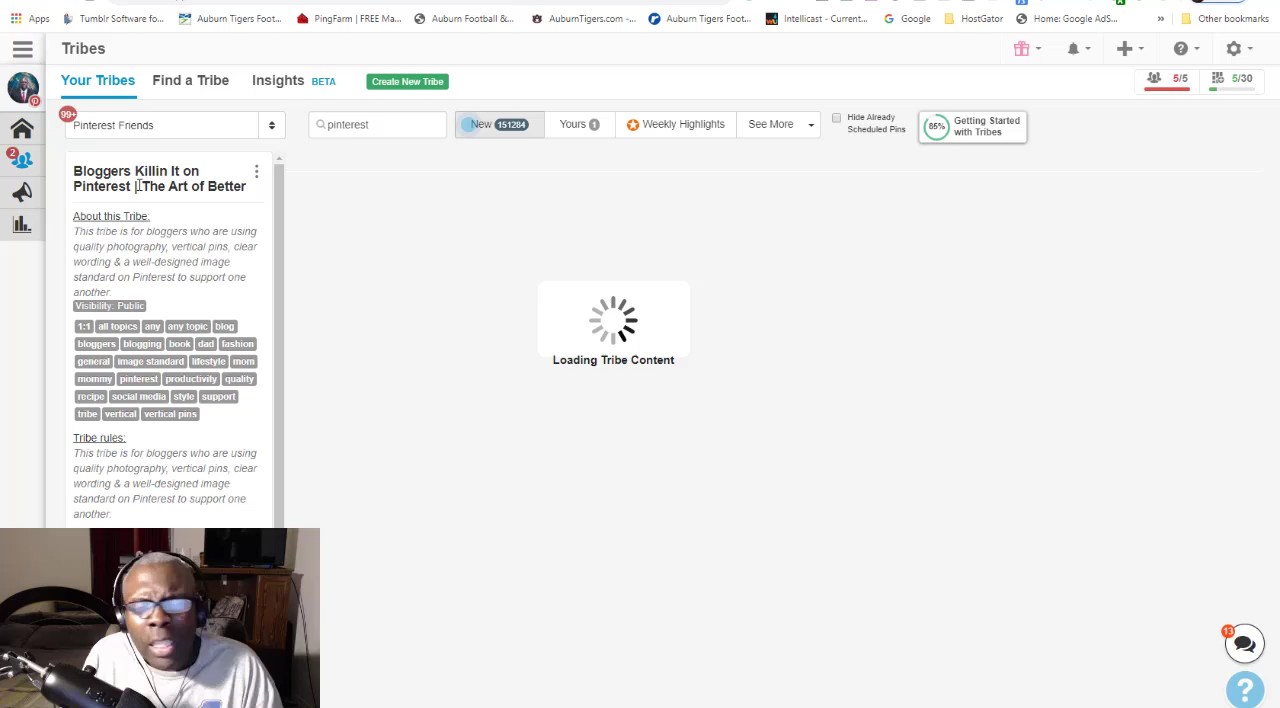 Apps
Tumblr Software fo...
Auburn Tigers Foot...
PingFarm | FREE Ma...
Auburn Football &...
AuburnTigers.com -...
Auburn Tigers Foot...
Intellicast - Current...
Google
HostGator
Home: Google AdS...
»
Other bookmarks
Tribes
Your Tribes
Find a Tribe
Insights BETA
Create New Tribe
5/5
5/30
99+
Pinterest Friends
pinterest
New 151284
Yours 1
Weekly Highlights
See More
Hide Already
Scheduled Pins
85%
Getting Started
with Tribes
2
Bloggers Killin It on
Pinterest | The Art of Better
About this Tribe:
This tribe is for bloggers who are using
quality photography, vertical pins, clear
wording & a well-designed image
standard on Pinterest to support one
another.
Visibility: Public
1:1 all topics any any topic blog
bloggers blogging book dad fashion
general image standard lifestyle mom
mommy pinterest productivity quality
recipe social media style support
tribe vertical vertical pins
Tribe rules:
This tribe is for bloggers who are using
quality photography, vertical pins, clear
wording & a well-designed image
standard on Pinterest to support one
another.
Loading Tribe Content
13
?